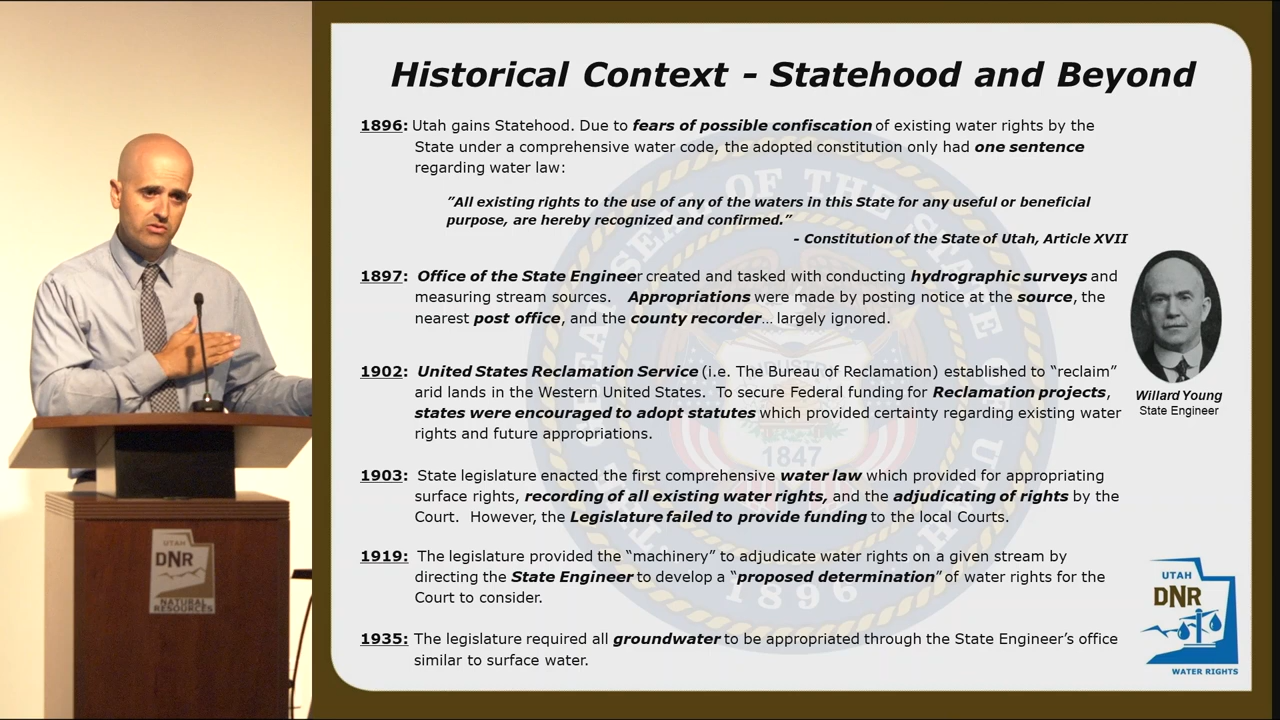 Historical Context - Statehood and Beyond
1896: Utah gains Statehood. Due to fears of possible confiscation of existing water rights by the
State under a comprehensive water code, the adopted constitution only had one sentence
regarding water law:
"All existing rights to the use of any of the waters in this State for any useful or beneficial
purpose, are hereby recognized and confirmed."
- Constitution of the State of Utah, Article XVII
1897: Office of the State Engineer created and tasked with conducting hydrographic surveys and
measuring stream sources. Appropriations were made by posting notice at the source, the
nearest post office, and the county recorder… largely ignored.
1902: United States Reclamation Service (i.e. The Bureau of Reclamation) established to “reclaim”
arid lands in the Western United States. To secure Federal funding for Reclamation projects,
states were encouraged to adopt statutes which provided certainty regarding existing water
rights and future appropriations.
Willard Young
State Engineer
1903: State legislature enacted the first comprehensive water law which provided for appropriating
surface rights, recording of all existing water rights, and the adjudicating of rights by the
Court. However, the Legislature failed to provide funding to the local Courts.
1919: The legislature provided the “machinery” to adjudicate water rights on a given stream by
directing the State Engineer to develop a “proposed determination” of water rights for the
Court to consider.
1935: The legislature required all groundwater to be appropriated through the State Engineer’s office
similar to surface water.
UTAH
DNR
WATER RIGHTS
UTAH
DNR
NATURAL
RESOURCES
THE GREAT SEAL OF THE STATE OF UTAH
INDUSTRY
1847
1896